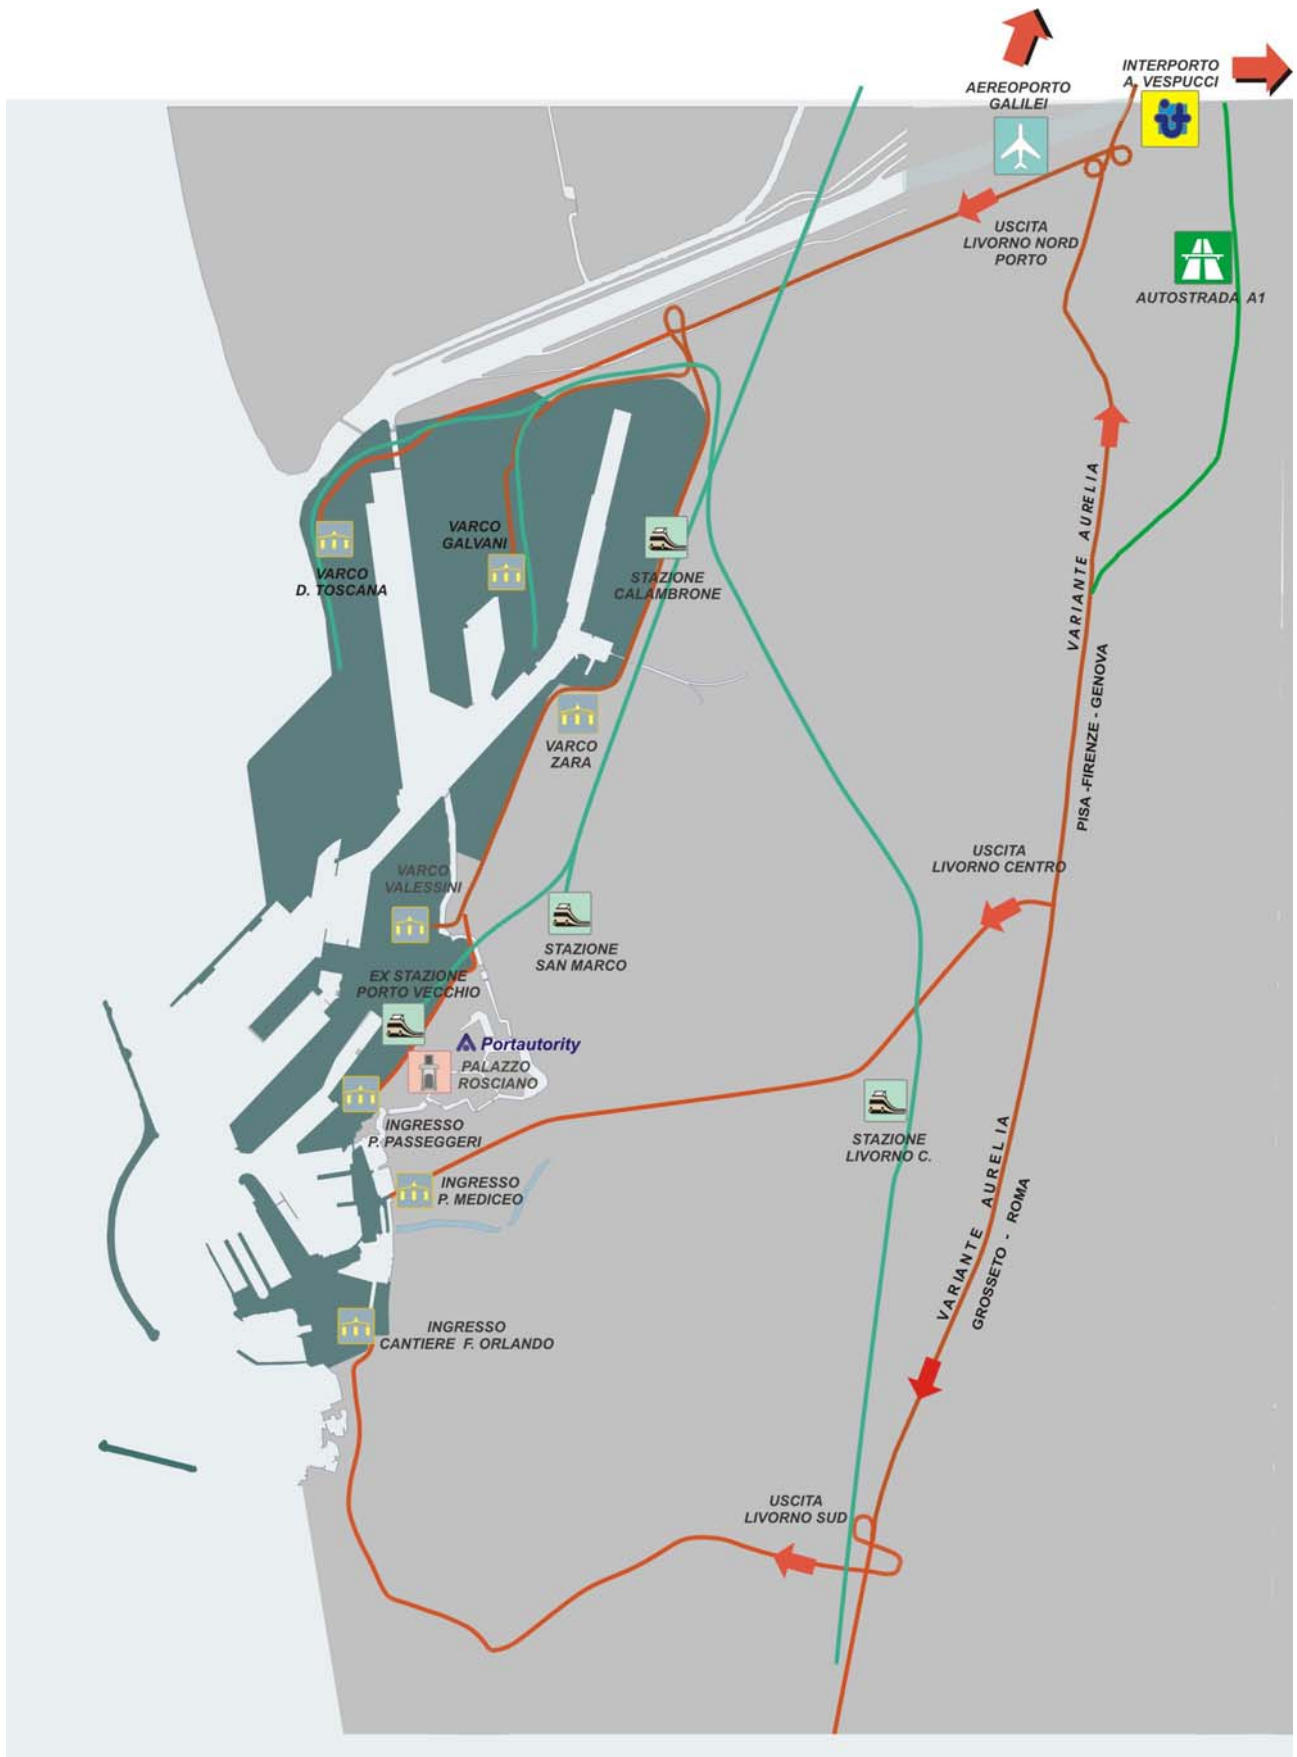 INTERPORTO
A. VESPUCCI
AEREOPORTO
GALILEI
USCITA
LIVORNO NORD
PORTO
AUTOSTRADA A1
VARIANTE AURELIA
PISA -FIRENZE - GENOVA
VARCO
GALVANI
VARCO
D. TOSCANA
STAZIONE
CALAMBRONE
VARCO
ZARA
USCITA
LIVORNO CENTRO
VARCO
VALESSINI
STAZIONE
SAN MARCO
EX STAZIONE
PORTO VECCHIO
Portautority
PALAZZO
ROSCIANO
INGRESSO
P. PASSEGGERI
STAZIONE
LIVORNO C.
INGRESSO
P. MEDICEO
VARIANTE AURELIA
GROSSETO - ROMA
INGRESSO
CANTIERE F. ORLANDO
USCITA
LIVORNO SUD